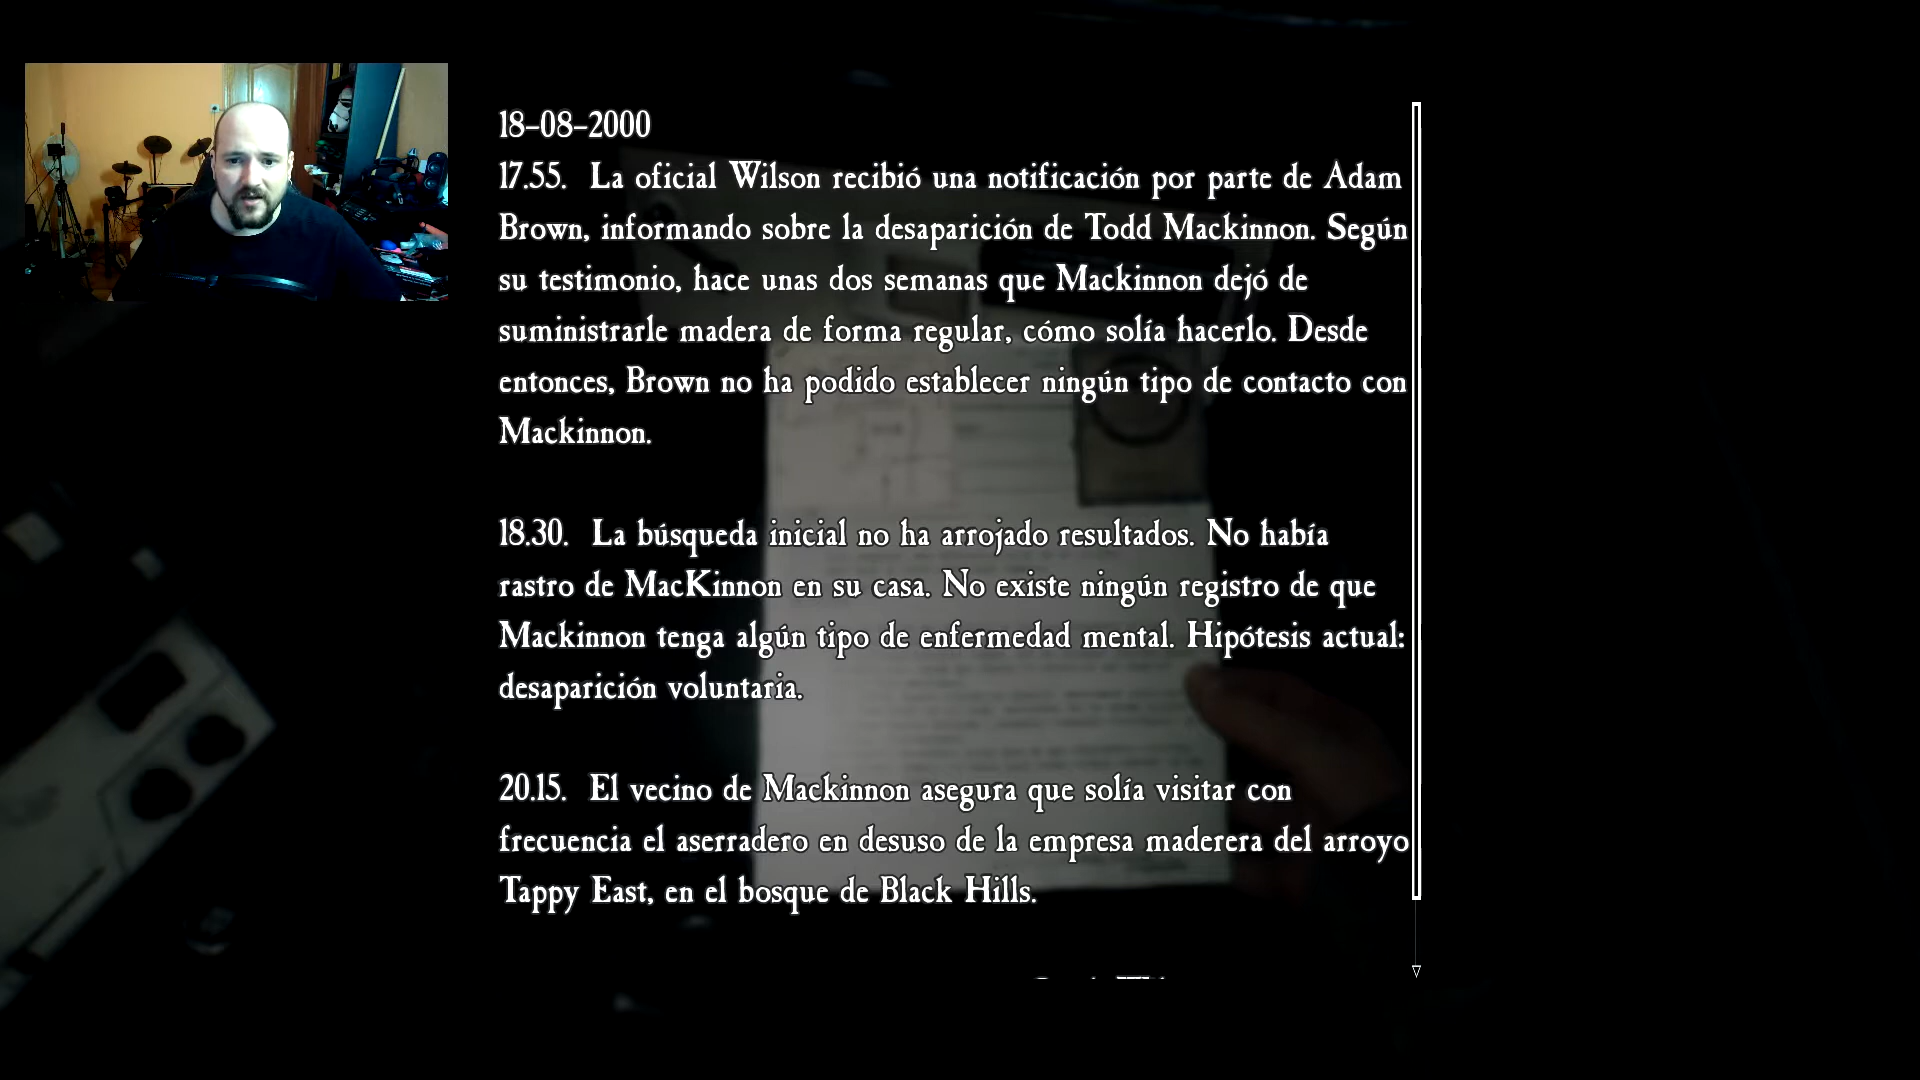 18-08-2000
17.55. La oficial Wilson recibió una notificación por parte de Adam
Brown, informando sobre la desaparición de Todd Mackinnon. Según
su testimonio, hace unas dos semanas que Mackinnon dejó de
suministrarle madera de forma regular, cómo solía hacerlo. Desde
entonces, Brown no ha podido establecer ningún tipo de contacto con
Mackinnon.
18.30. La búsqueda inicial no ha arrojado resultados. No había
rastro de MacKinnon en su casa. No existe ningún registro de que
Mackinnon tenga algún tipo de enfermedad mental. Hipótesis actual:
desaparición voluntaria.
20.15. El vecino de Mackinnon asegura que solía visitar con
frecuencia el aserradero en desuso de la empresa maderera del arroyo
Tappy East, en el bosque de Black Hills.